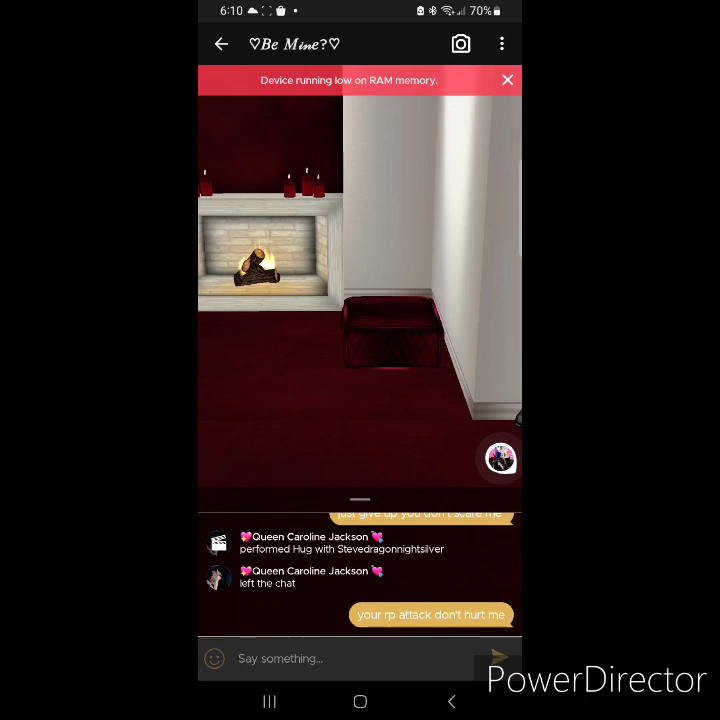 6:10
70%
♡𝓑𝓮 𝓜𝓲𝓷𝓮?♡
Device running low on RAM memory.
just give up you don't scare me
💖Queen Caroline Jackson 💘
performed Hug with Stevedragonnightsilver
💖Queen Caroline Jackson 💘
left the chat
your rp attack don't hurt me
Say something...
PowerDirector